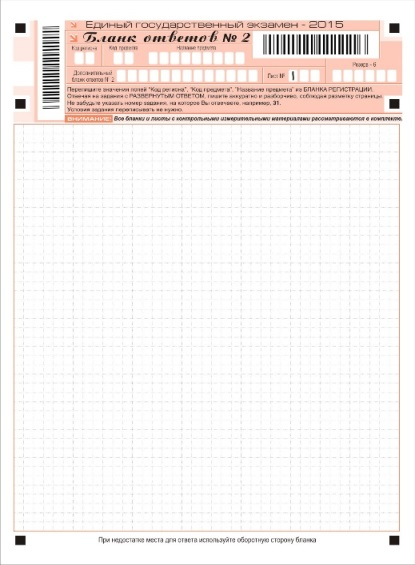 Единый государственный экзамен - 2015
Бланк ответов № 2
Код региона Код предмета Название предмета
Резерв - 6
Дополнительный бланк ответов № 2
Лист № 1
Перепишите значения полей "Код региона", "Код предмета", "Название предмета" из БЛАНКА РЕГИСТРАЦИИ.
Отвечая на задания с РАЗВЕРНУТЫМ ОТВЕТОМ, пишите аккуратно и разборчиво, соблюдая разметку страницы.
Не забудьте указать номер задания, на которое Вы отвечаете, например, 31.
Условия задания переписывать не нужно.
ВНИМАНИЕ! Все бланки и листы с контрольными измерительными материалами рассматриваются в комплекте.
При недостатке места для ответа используйте оборотную сторону бланка